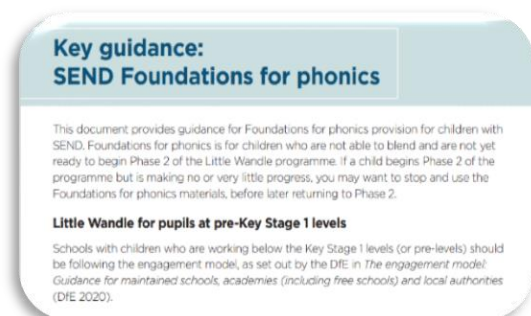 Key guidance:
SEND Foundations for phonics
This document provides guidance for Foundations for phonics provision for children with
SEND. Foundations for phonics is for children who are not able to blend and are not yet
ready to begin Phase 2 of the Little Wandle programme. If a child begins Phase 2 of the
programme but is making no or very little progress, you may want to stop and use the
Foundations for phonics materials, before later returning to Phase 2.
Little Wandle for pupils at pre-Key Stage 1 levels
Schools with children who are working below the Key Stage 1 levels (or pre-levels) should
be following the engagement model, as set out by the DfE in The engagement model:
Guidance for maintained schools, academies (including free schools) and local authorities
(DfE 2020).